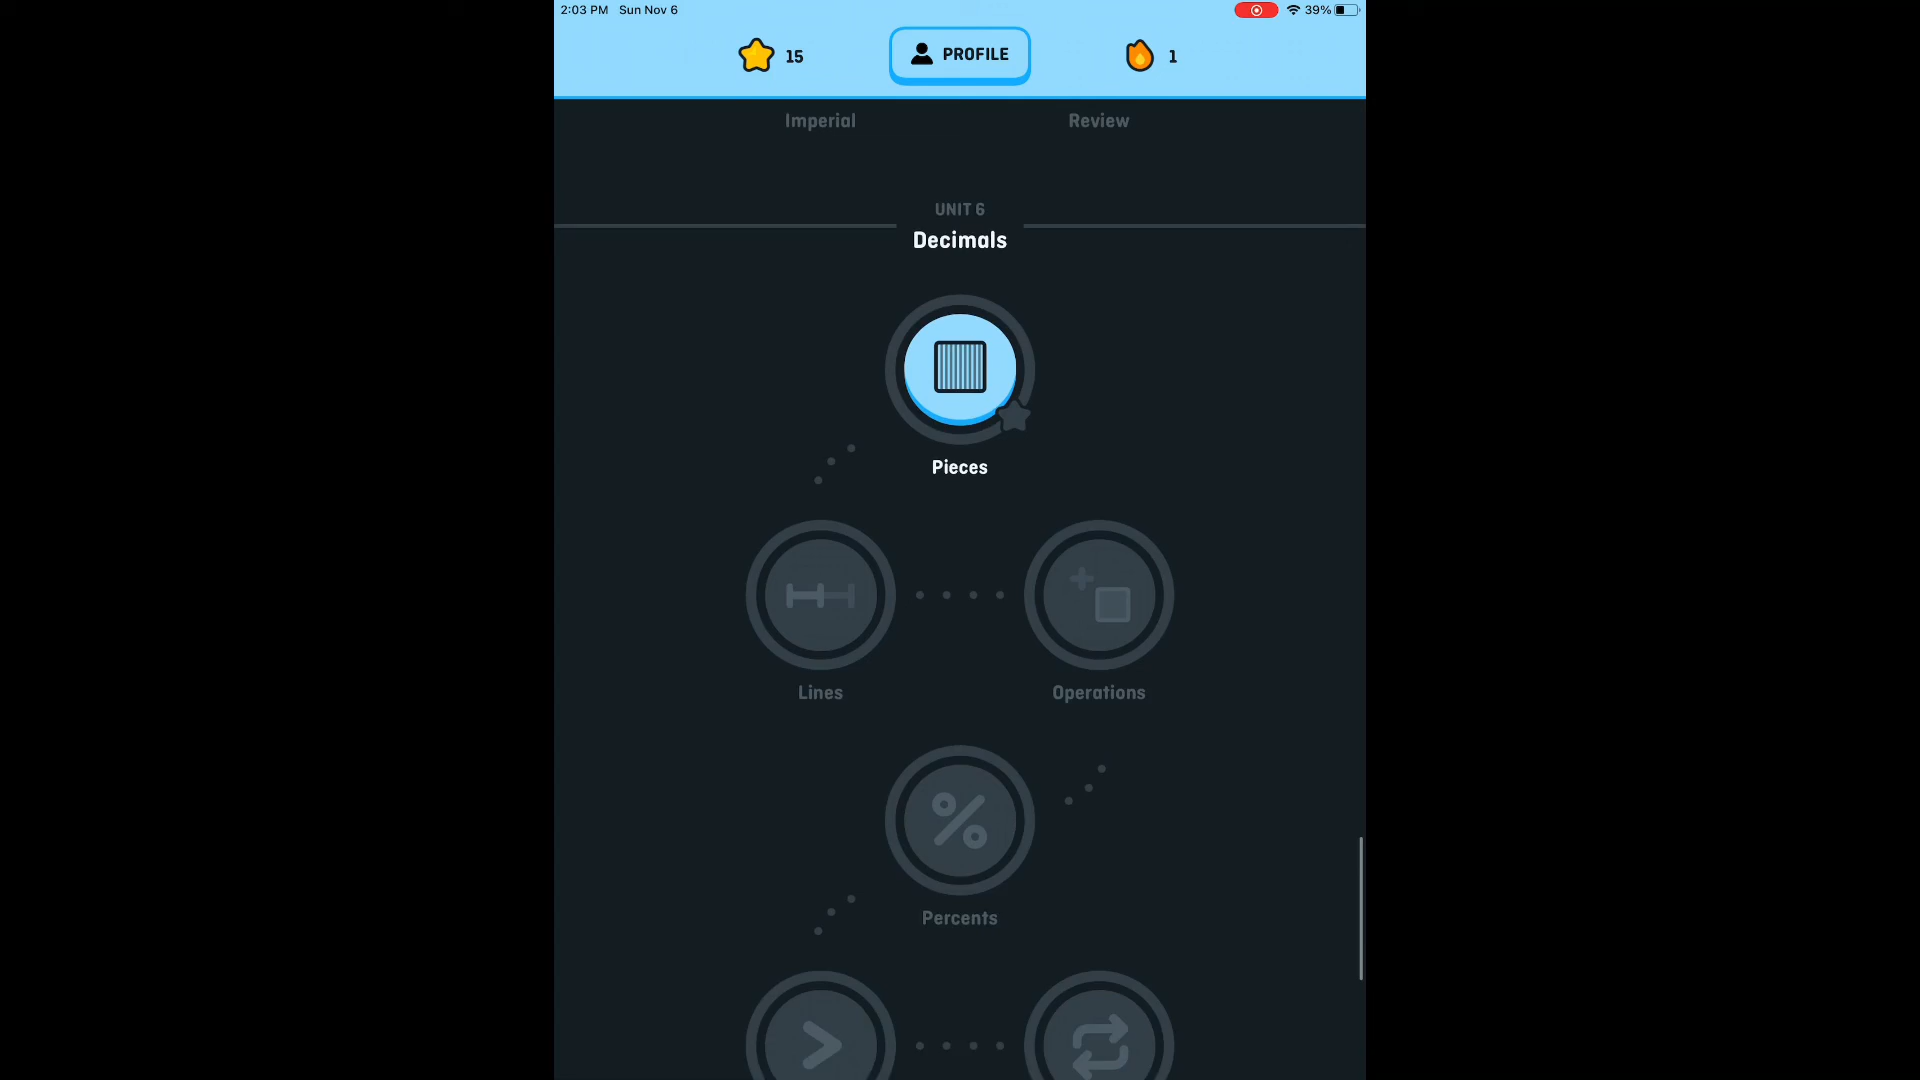 2:03 PM Sun Nov 6
39%
15
PROFILE
1
Imperial
Review
UNIT 6
Decimals
Pieces
Lines
Operations
Percents